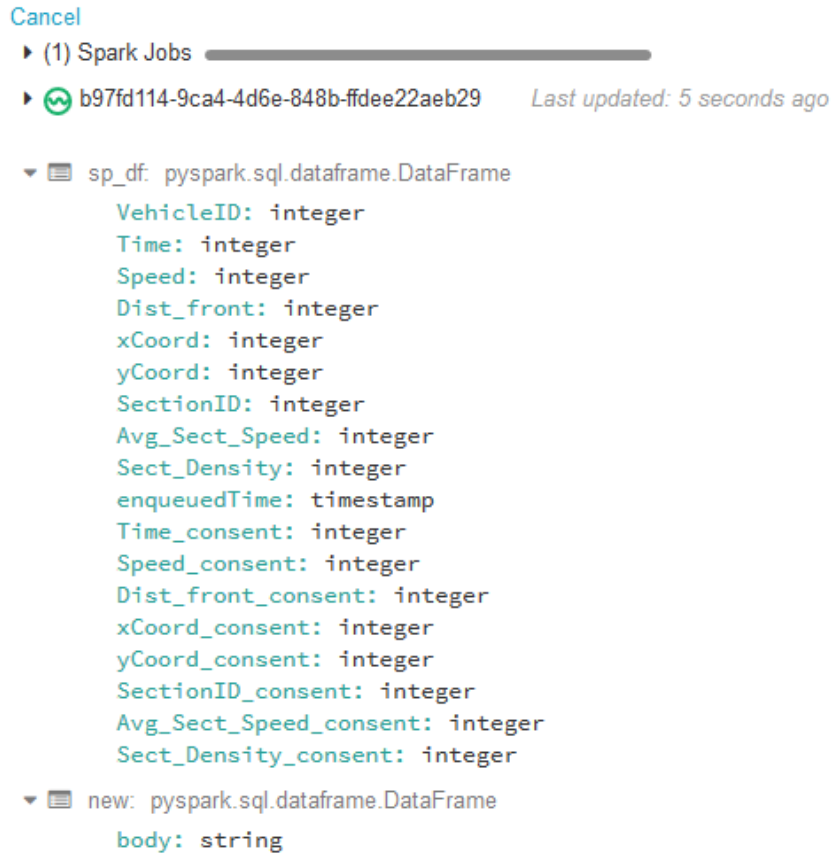 Cancel
(1) Spark Jobs
b97fd114-9ca4-4d6e-848b-ffdee22aeb29 Last updated: 5 seconds ago
sp_df: pyspark.sql.dataframe.DataFrame
VehicleID: integer
Time: integer
Speed: integer
Dist_front: integer
xCoord: integer
yCoord: integer
SectionID: integer
Avg_Sect_Speed: integer
Sect_Density: integer
enqueuedTime: timestamp
Time_consent: integer
Speed_consent: integer
Dist_front_consent: integer
xCoord_consent: integer
yCoord_consent: integer
SectionID_consent: integer
Avg_Sect_Speed_consent: integer
Sect_Density_consent: integer
new: pyspark.sql.dataframe.DataFrame
body: string